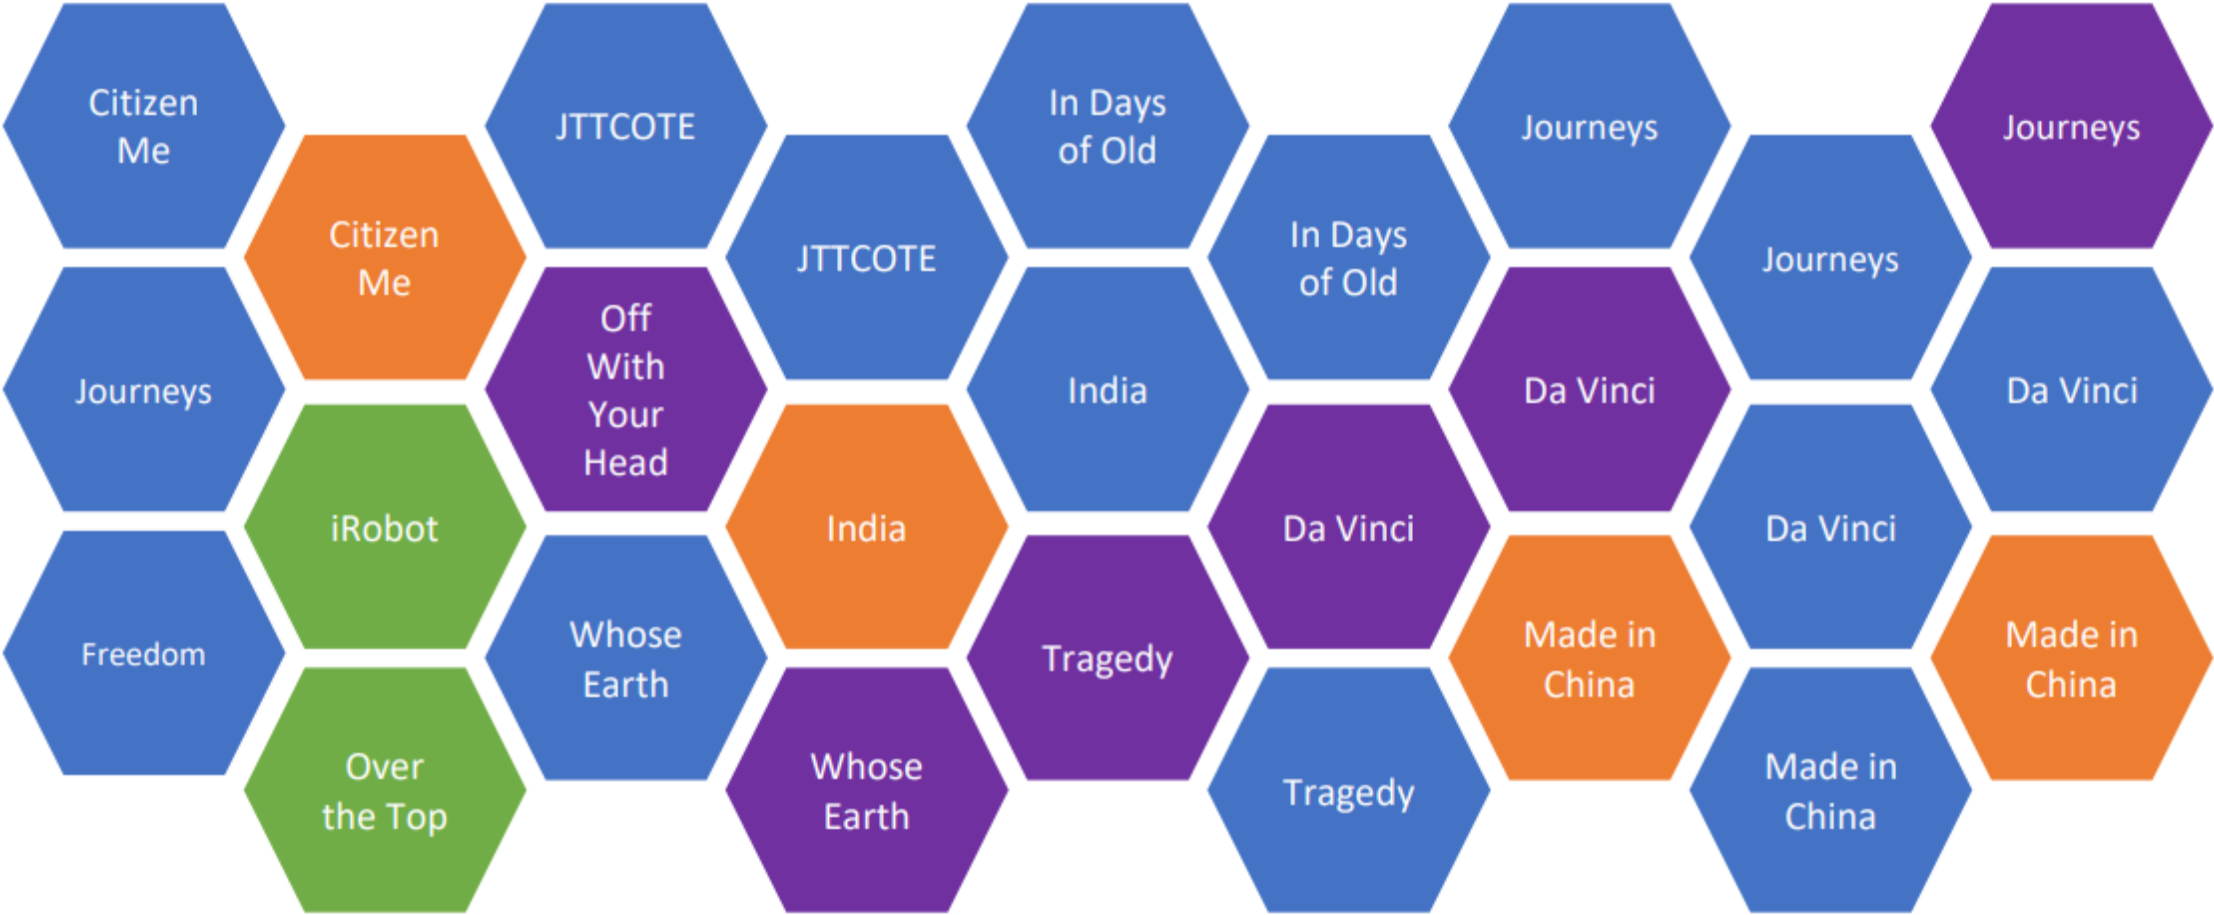 Citizen
Me
JTTCOTE
In Days
of Old
Journeys
Journeys
Citizen
Me
JTTCOTE
In Days
of Old
Journeys
Journeys
Off
With
Your
Head
India
Da Vinci
Da Vinci
iRobot
India
Da Vinci
Da Vinci
Freedom
Whose
Earth
Tragedy
Made in
China
Made in
China
Over
the Top
Whose
Earth
Tragedy
Made in
China